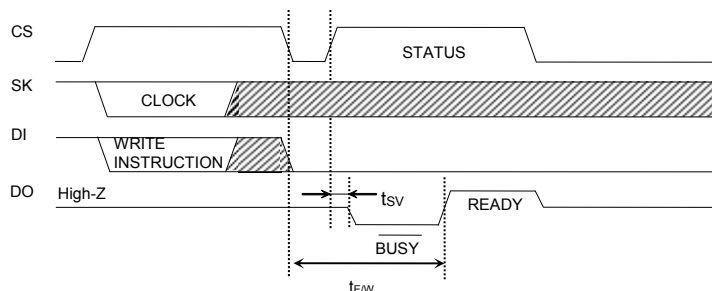 CS
STATUS
SK
CLOCK
DI
WRITE
INSTRUCTION
DO
High-Z
tSV
READY
BUSY
tE/W